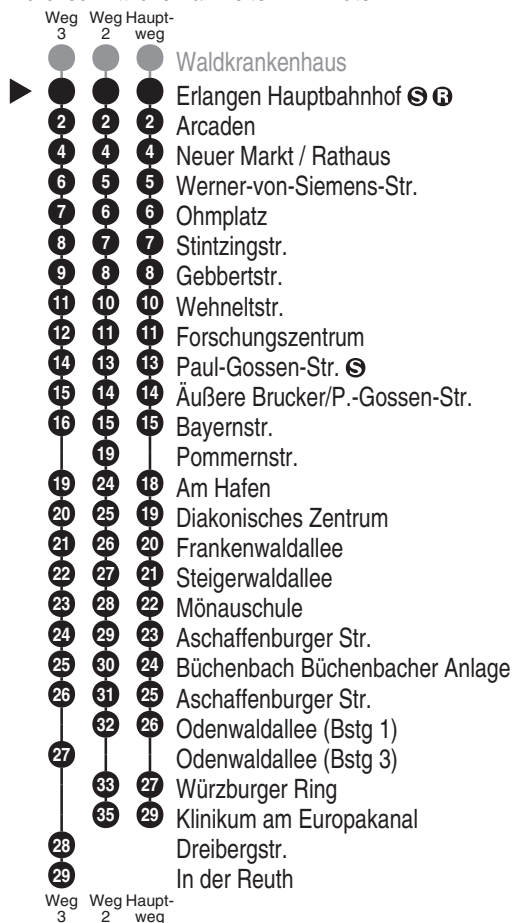 Weg Weg Haupt-
3 2 weg
Waldkrankenhaus
Erlangen Hauptbahnhof S R
2 2 2 Arcaden
4 4 4 Neuer Markt / Rathaus
6 5 5 Werner-von-Siemens-Str.
7 6 6 Ohmplatz
8 7 7 Stintzingstr.
9 8 8 Gebbertstr.
11 10 10 Wehneltstr.
12 11 11 Forschungszentrum
14 13 13 Paul-Gossen-Str. S
15 14 14 Äußere Brucker/P.-Gossen-Str.
16 15 15 Bayernstr.
19 Pommernstr.
19 24 18 Am Hafen
20 25 19 Diakonisches Zentrum
21 26 20 Frankenwaldallee
22 27 21 Steigerwaldallee
23 28 22 Mönauschule
24 29 23 Aschaffenburger Str.
25 30 24 Büchenbach Büchenbacher Anlage
26 31 25 Aschaffenburger Str.
32 26 Odenwaldallee (Bstg 1)
27 Odenwaldallee (Bstg 3)
33 27 Würzburger Ring
35 29 Klinikum am Europakanal
28 Dreibergstr.
29 In der Reuth
Weg Weg Haupt-
3 2 weg